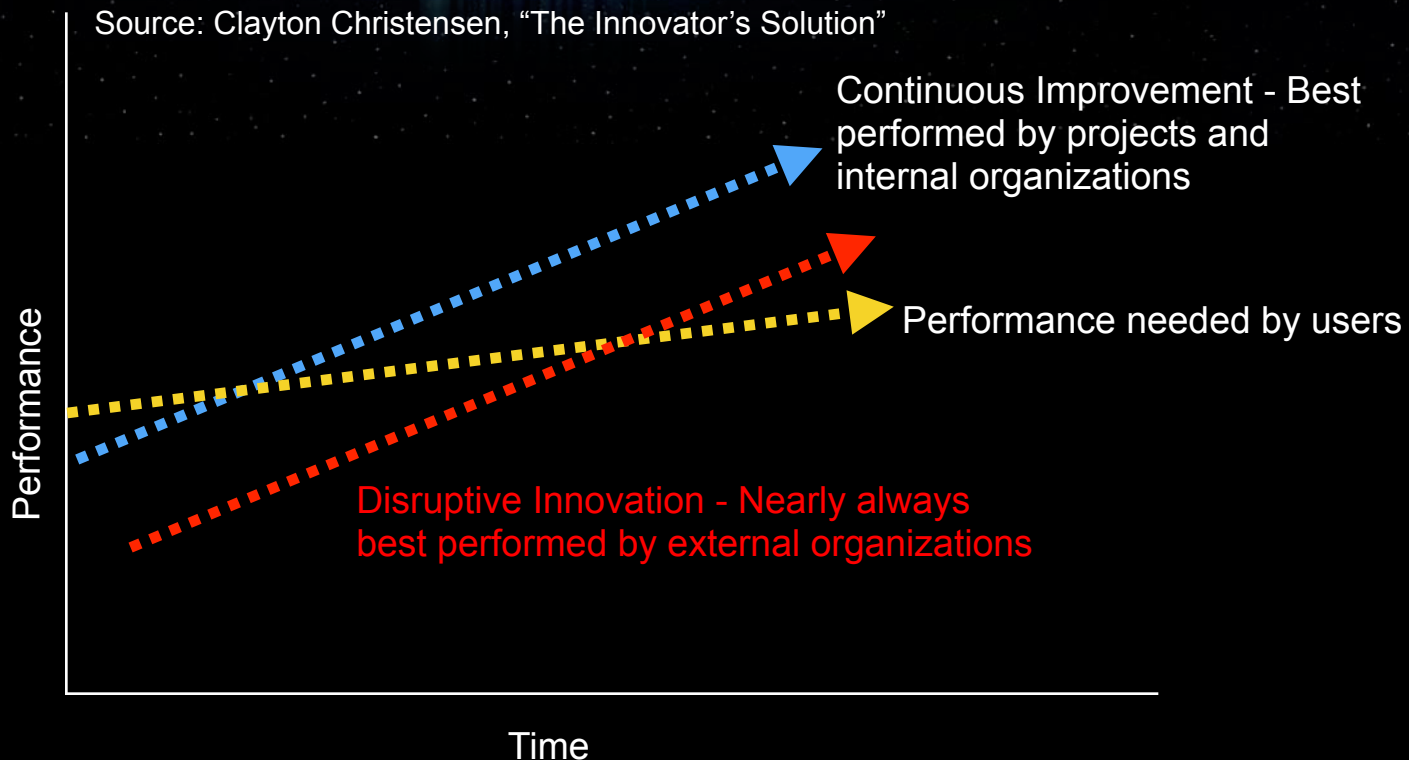 Source: Clayton Christensen, “The Innovator’s Solution”
Continuous Improvement - Best
performed by projects and
internal organizations
Performance needed by users
Performance
Disruptive Innovation - Nearly always
best performed by external organizations
Time